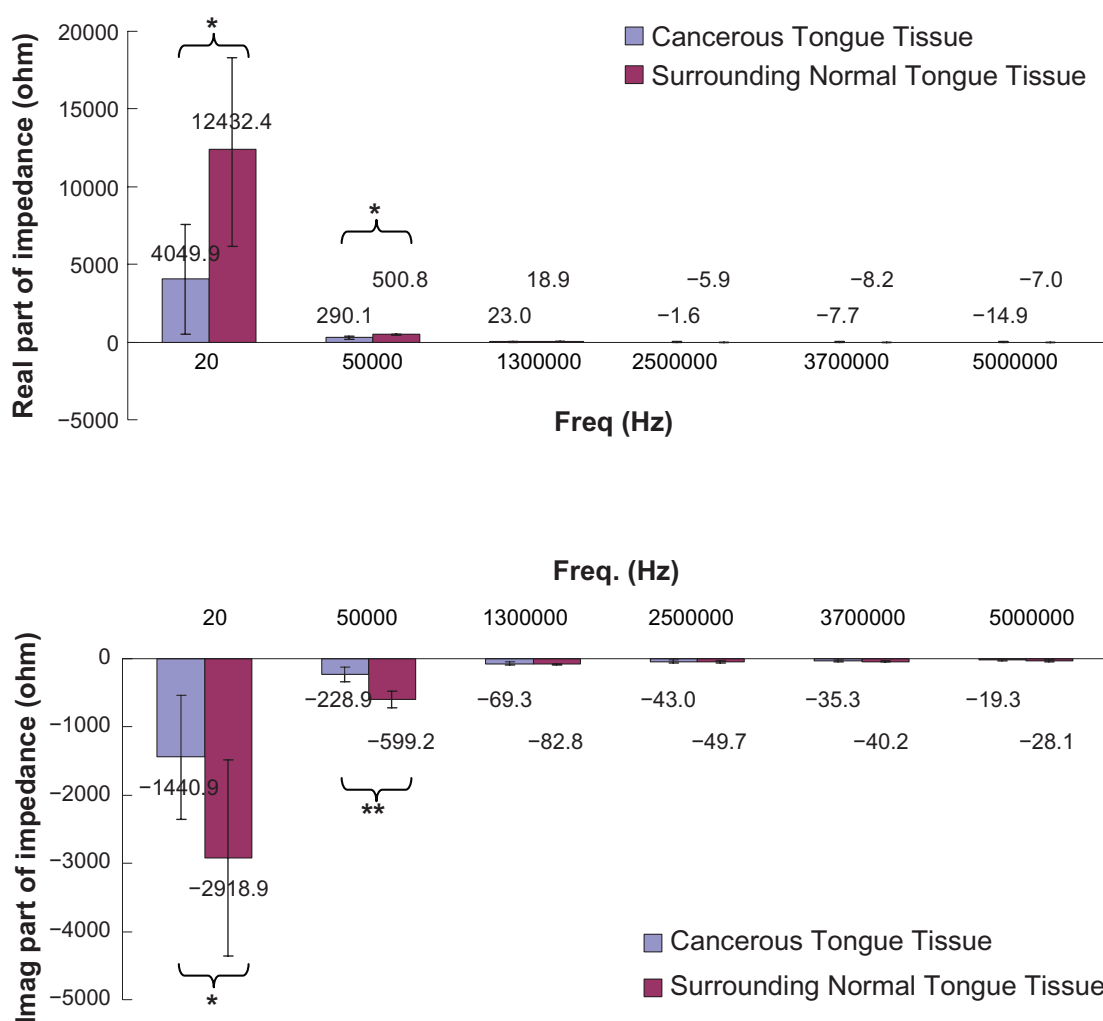 Real part of impedance (ohm)
20000
15000
10000
5000
0
−5000
Cancerous Tongue Tissue
Surrounding Normal Tongue Tissue
*
12432.4
4049.9
*
500.8 18.9 −5.9 −8.2 −7.0
290.1 23.0 −1.6 −7.7 −14.9
20 50000 1300000 2500000 3700000 5000000
Freq (Hz)
Freq. (Hz)
20 50000 1300000 2500000 3700000 5000000
Imag part of impedance (ohm)
0
−1000
−2000
−3000
−4000
−5000
−228.9 −69.3 −43.0 −35.3 −19.3
−599.2 −82.8 −49.7 −40.2 −28.1
−1440.9
**
−2918.9
*
Cancerous Tongue Tissue
Surrounding Normal Tongue Tissue